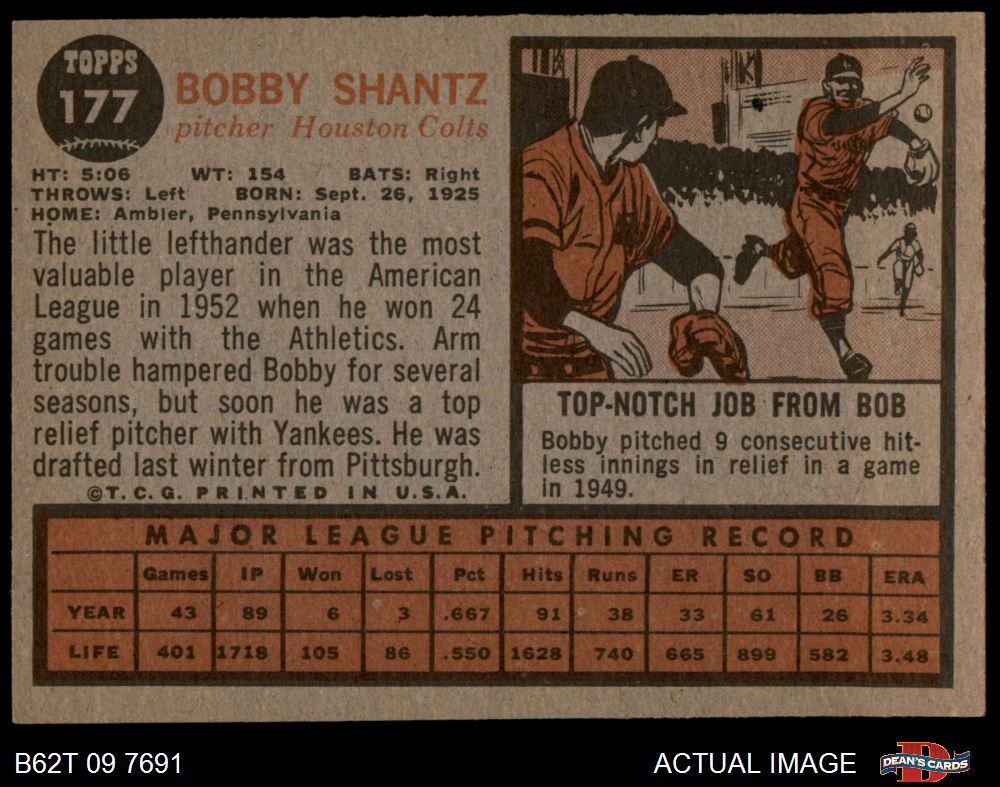 TOPPS
177
BOBBY SHANTZ
pitcher Houston Colts
HT: 5:06 WT: 154 BATS: Right
THROWS: Left BORN: Sept. 26, 1925
HOME: Ambler, Pennsylvania
The little lefthander was the most
valuable player in the American
League in 1952 when he won 24
games with the Athletics. Arm
trouble hampered Bobby for several
seasons, but soon he was a top
relief pitcher with Yankees. He was
drafted last winter from Pittsburgh.
©T.C.G. PRINTED IN U.S.A.
TOP-NOTCH JOB FROM BOB
Bobby pitched 9 consecutive hit-
less innings in relief in a game
in 1949.
MAJOR LEAGUE PITCHING RECORD
Games IP Won Lost Pct Hits Runs ER SO BB ERA
YEAR 43 89 6 3 .667 91 38 33 61 26 3.34
LIFE 401 1718 105 86 .550 1628 740 665 899 582 3.48
B62T 09 7691
ACTUAL IMAGE
DEAN'S CARDS